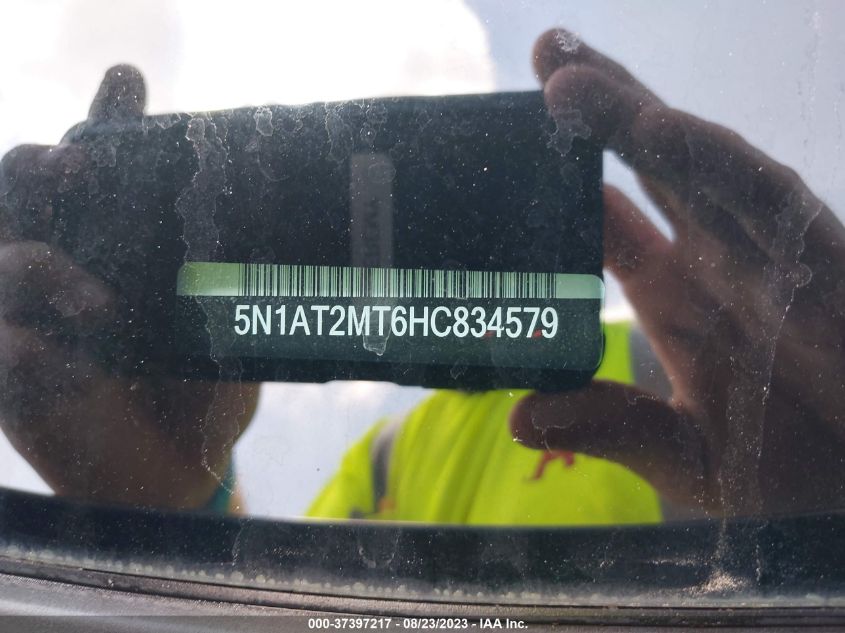 5N1AT2MT6HC834579
000-37397217 - 08/23/2023 - IAA Inc.